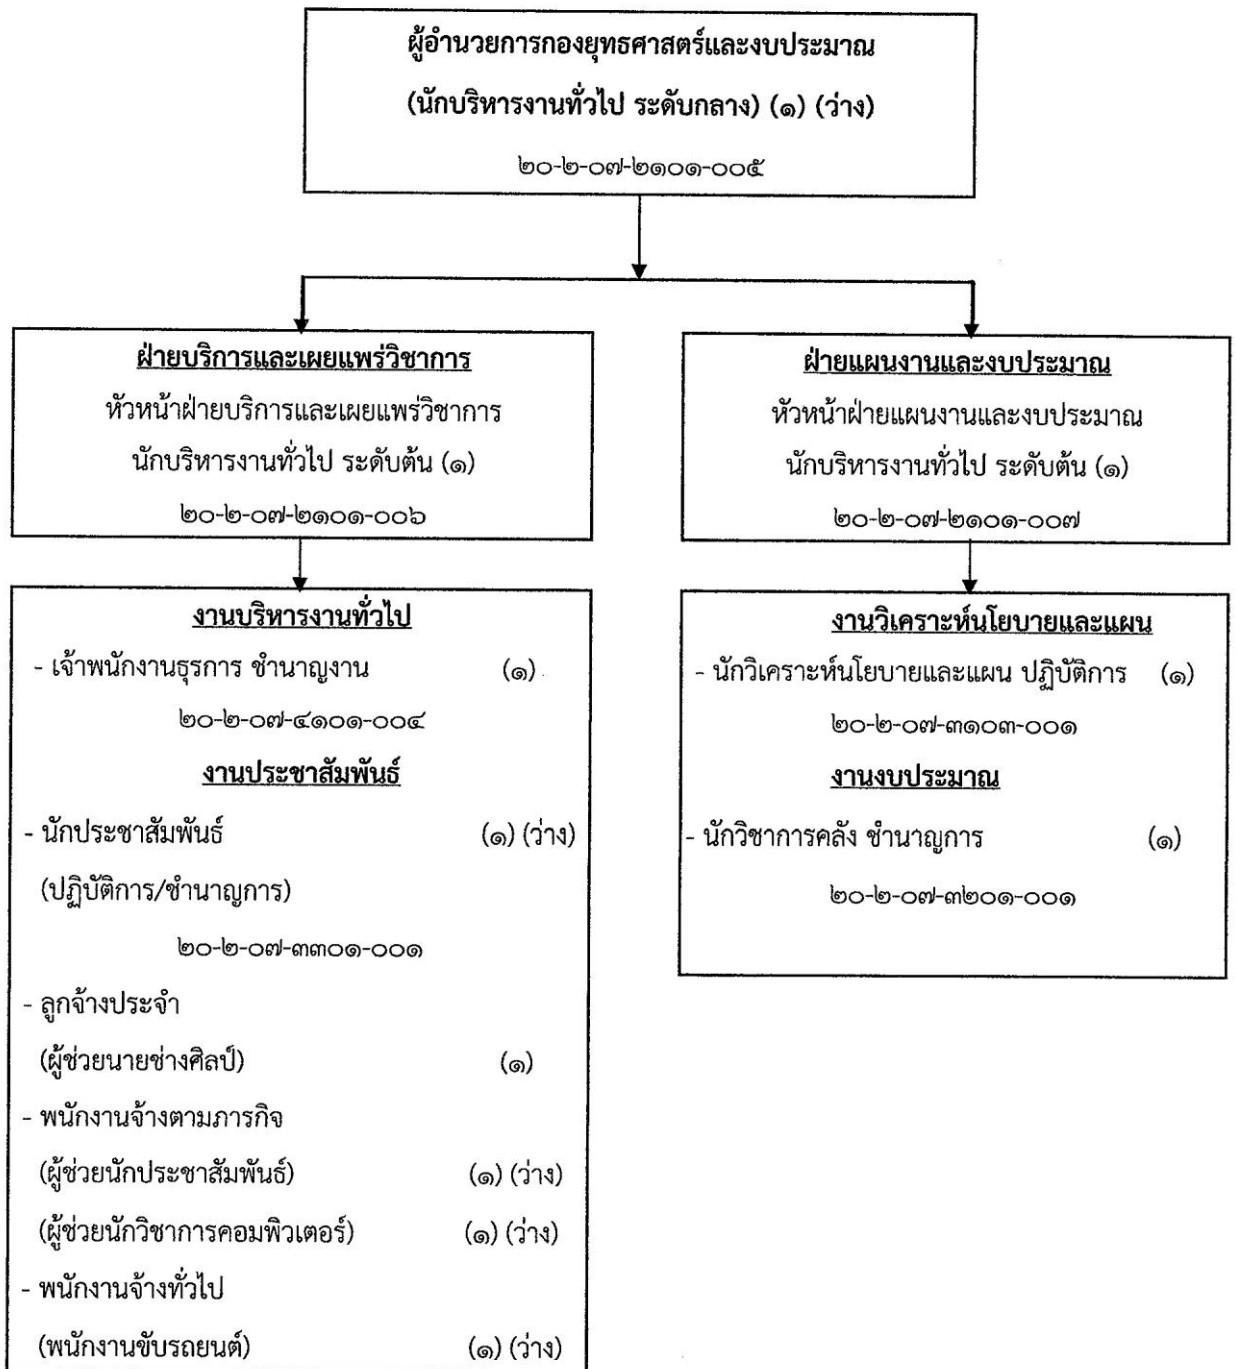 ผู้อำนวยการกองยุทธศาสตร์และงบประมาณ
(นักบริหารงานทั่วไป ระดับกลาง) (๑) (ว่าง)
๒๐-๒-๐๗-๒๑๐๑-๐๐๕
ฝ่ายบริการและเผยแพร่วิชาการ
หัวหน้าฝ่ายบริการและเผยแพร่วิชาการ
นักบริหารงานทั่วไป ระดับต้น (๑)
๒๐-๒-๐๗-๒๑๐๑-๐๐๖
ฝ่ายแผนงานและงบประมาณ
หัวหน้าฝ่ายแผนงานและงบประมาณ
นักบริหารงานทั่วไป ระดับต้น (๑)
๒๐-๒-๐๗-๒๑๐๑-๐๐๗
งานบริหารงานทั่วไป
- เจ้าพนักงานธุรการ ชำนาญงาน (๑)
๒๐-๒-๐๗-๔๑๐๑-๐๐๔
งานประชาสัมพันธ์
- นักประชาสัมพันธ์ (๑) (ว่าง)
(ปฏิบัติการ/ชำนาญการ)
๒๐-๒-๐๗-๓๓๐๑-๐๐๑
- ลูกจ้างประจำ
(ผู้ช่วยนายช่างศิลป์) (๑)
- พนักงานจ้างตามภารกิจ
(ผู้ช่วยนักประชาสัมพันธ์) (๑) (ว่าง)
(ผู้ช่วยนักวิชาการคอมพิวเตอร์) (๑) (ว่าง)
- พนักงานจ้างทั่วไป
(พนักงานขับรถยนต์) (๑) (ว่าง)
งานวิเคราะห์นโยบายและแผน
- นักวิเคราะห์นโยบายและแผน ปฏิบัติการ (๑)
๒๐-๒-๐๗-๓๑๐๓-๐๐๑
งานงบประมาณ
- นักวิชาการคลัง ชำนาญการ (๑)
๒๐-๒-๐๗-๓๒๐๑-๐๐๑